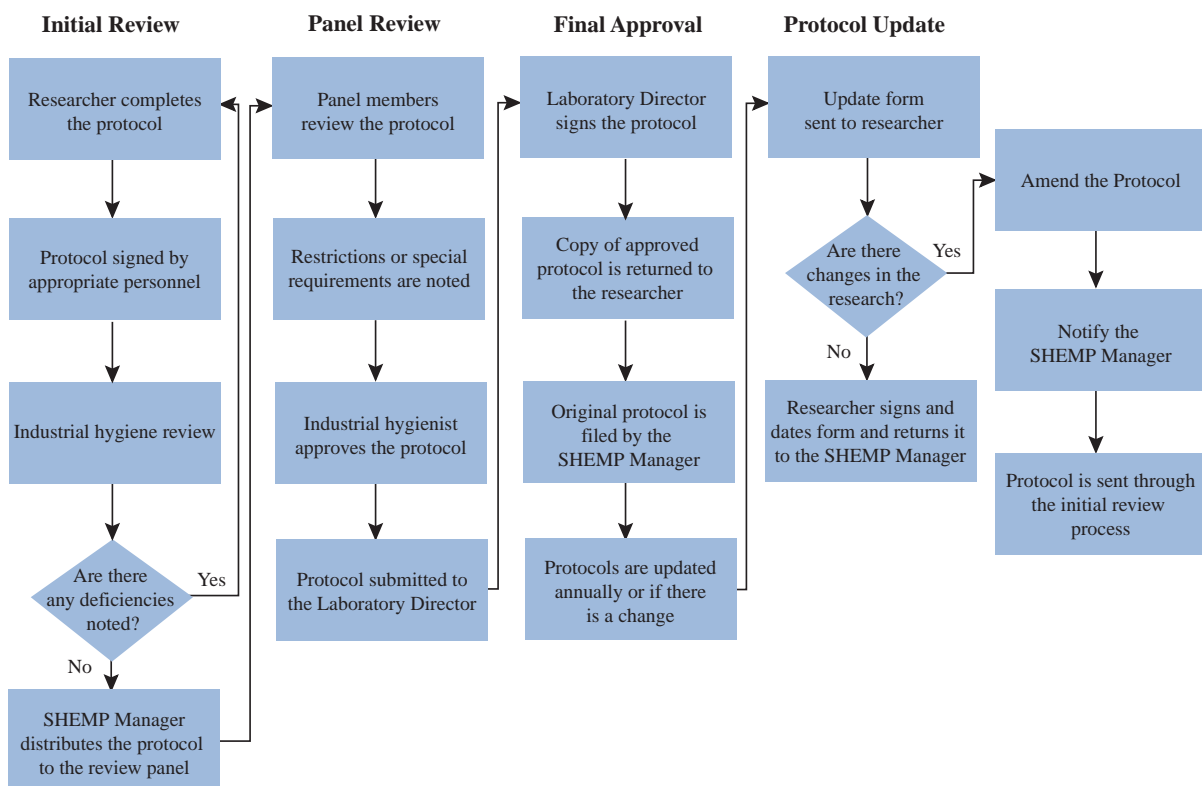 Initial Review
Researcher completes
the protocol
Protocol signed by
appropriate personnel
Industrial hygiene review
Are there
any deficiencies
noted?
Yes
No
SHEMP Manager
distributes the protocol
to the review panel
Panel Review
Panel members
review the protocol
Restrictions or special
requirements are noted
Industrial hygienist
approves the protocol
Protocol submitted to
the Laboratory Director
Final Approval
Laboratory Director
signs the protocol
Copy of approved
protocol is returned to
the researcher
Original protocol is
filed by the
SHEMP Manager
Protocols are updated
annually or if there
is a change
Protocol Update
Update form
sent to researcher
Are there
changes in the
research?
Yes
No
Researcher signs and
dates form and returns it
to the SHEMP Manager
Amend the Protocol
Notify the
SHEMP Manager
Protocol is sent through
the initial review
process